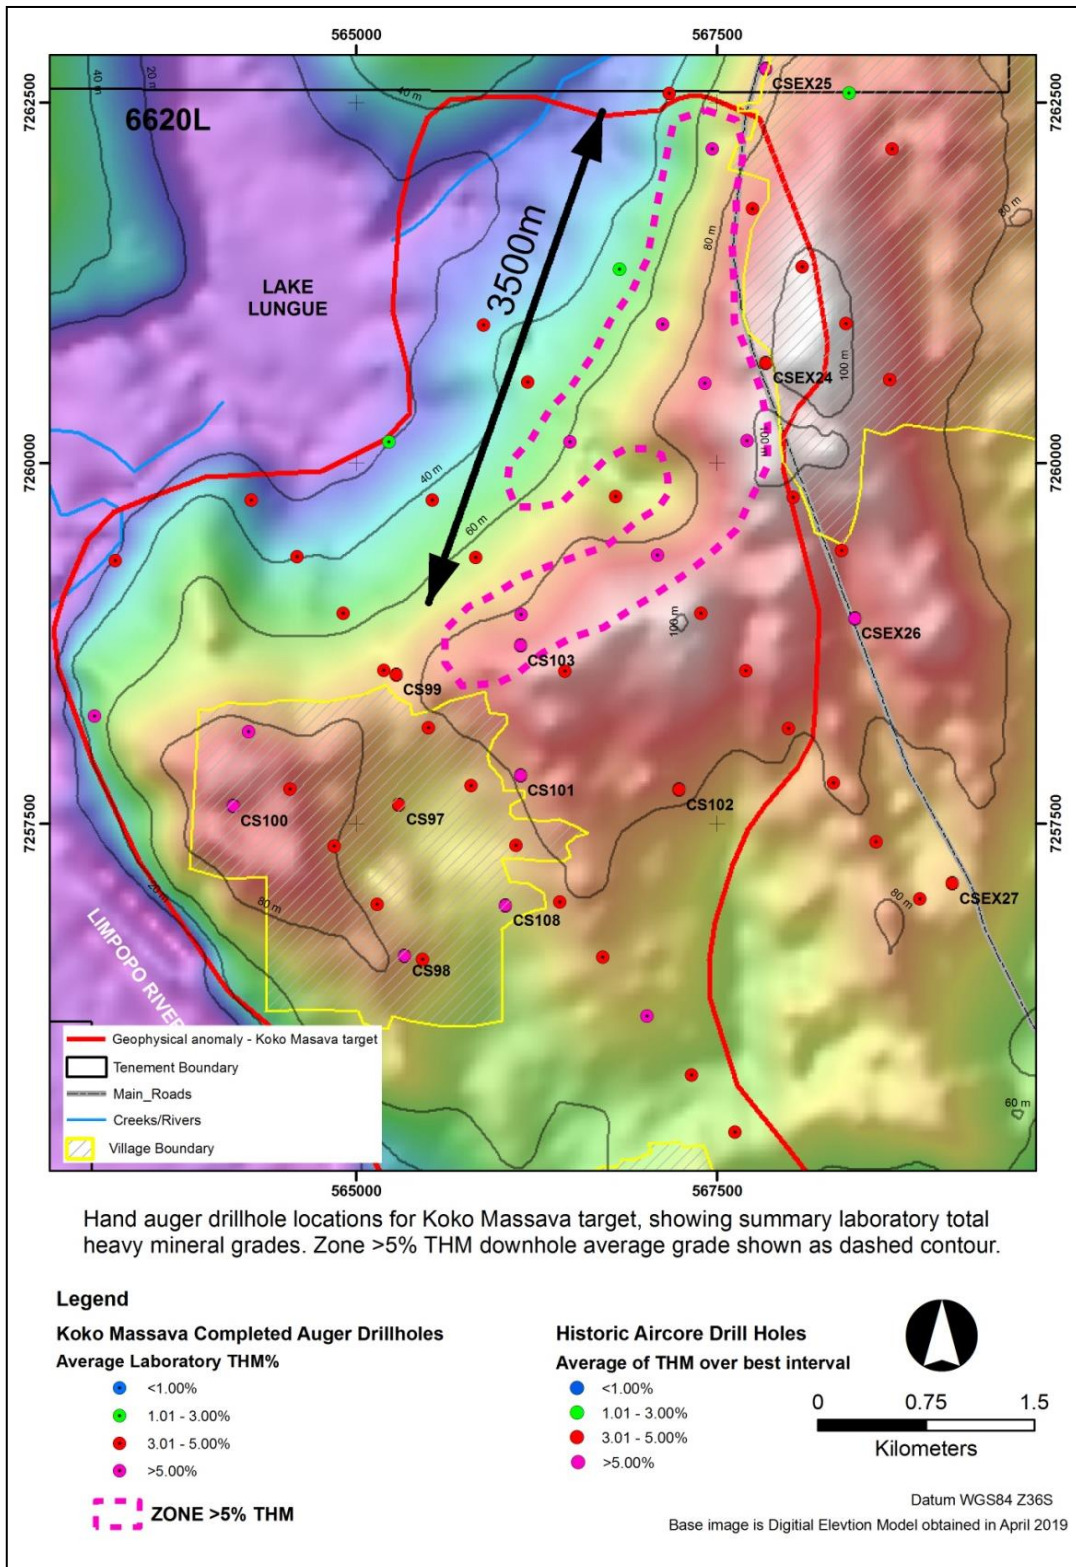 565000
567500
40 m
20 m
40 m
CSEX25
7262500
7262500
6620L
80 m
80 m
3500m
LAKE
LUNGUE
100 m
CSEX24
100 m
7260000
7260000
40 m
60 m
100 m
CSEX26
CS103
CS99
CS101
CS102
CS100
CS97
7257500
7257500
20 m
80 m
80 m
CSEX27
CS108
CS98
LIMPOPO RIVER
60 m
Geophysical anomaly - Koko Masava target
Tenement Boundary
Main_Roads
Creeks/Rivers
Village Boundary
565000
567500
Hand auger drillhole locations for Koko Massava target, showing summary laboratory total
heavy mineral grades. Zone >5% THM downhole average grade shown as dashed contour.
Legend
Koko Massava Completed Auger Drillholes
Average Laboratory THM%
<1.00%
1.01 - 3.00%
3.01 - 5.00%
>5.00%
ZONE >5% THM
Historic Aircore Drill Holes
Average of THM over best interval
<1.00%
1.01 - 3.00%
3.01 - 5.00%
>5.00%
0 0.75 1.5
Kilometers
Datum WGS84 Z36S
Base image is Digitial Elevtion Model obtained in April 2019